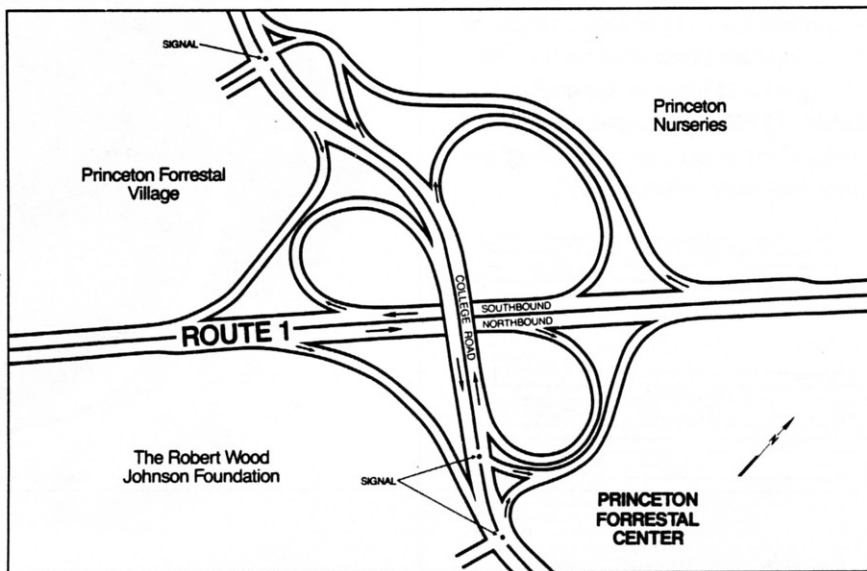 SIGNAL
Princeton
Nurseries
Princeton Forrestal
Village
COLLEGE ROAD
SOUTHBOUND
NORTHBOUND
ROUTE 1
The Robert Wood
Johnson Foundation
SIGNAL
PRINCETON
FORRESTAL
CENTER
N